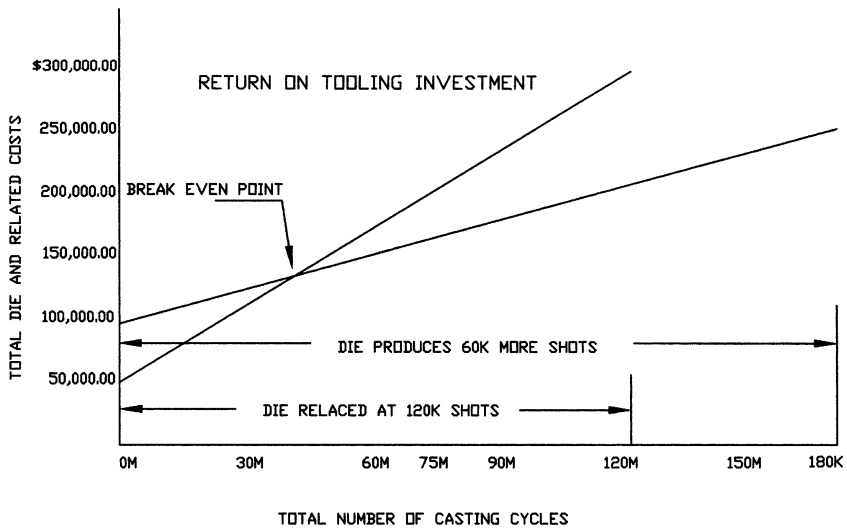 $300,000.00
RETURN ON TOOLING INVESTMENT
250,000.00
200,000.00
BREAK EVEN POINT
150,000.00
100,000.00
50,000.00
TOTAL DIE AND RELATED COSTS
DIE PRODUCES 60K MORE SHOTS
DIE RELACED AT 120K SHOTS
0M 30M 60M 75M 90M 120M 150M 180K
TOTAL NUMBER OF CASTING CYCLES